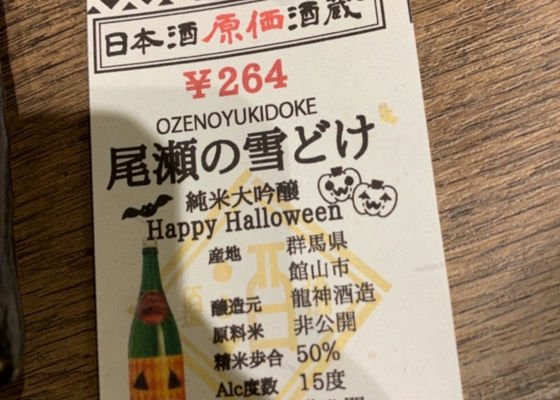 日本酒原価酒蔵
¥264
OZENOYUKIDOKE
尾瀬の雪どけ
純米大吟醸
Happy Halloween
産地 群馬県
館山市
醸造元 龍神酒造
原料米 非公開
精米歩合 50%
Alc度数 15度